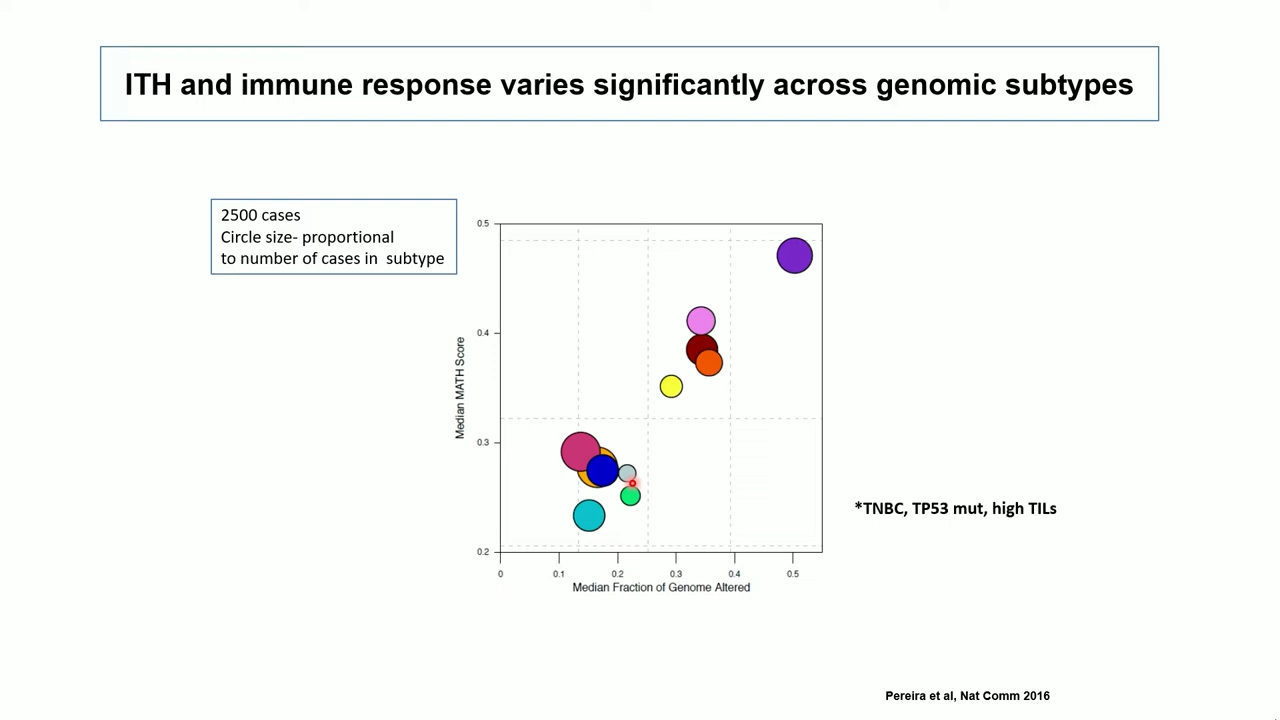 ITH and immune response varies significantly across genomic subtypes
2500 cases
Circle size- proportional
to number of cases in subtype
0.5
0.4
0.3
0.2
Median MATH Score
0
0.1
0.2
0.3
0.4
0.5
Median Fraction of Genome Altered
*TNBC, TP53 mut, high TILs
Pereira et al, Nat Comm 2016